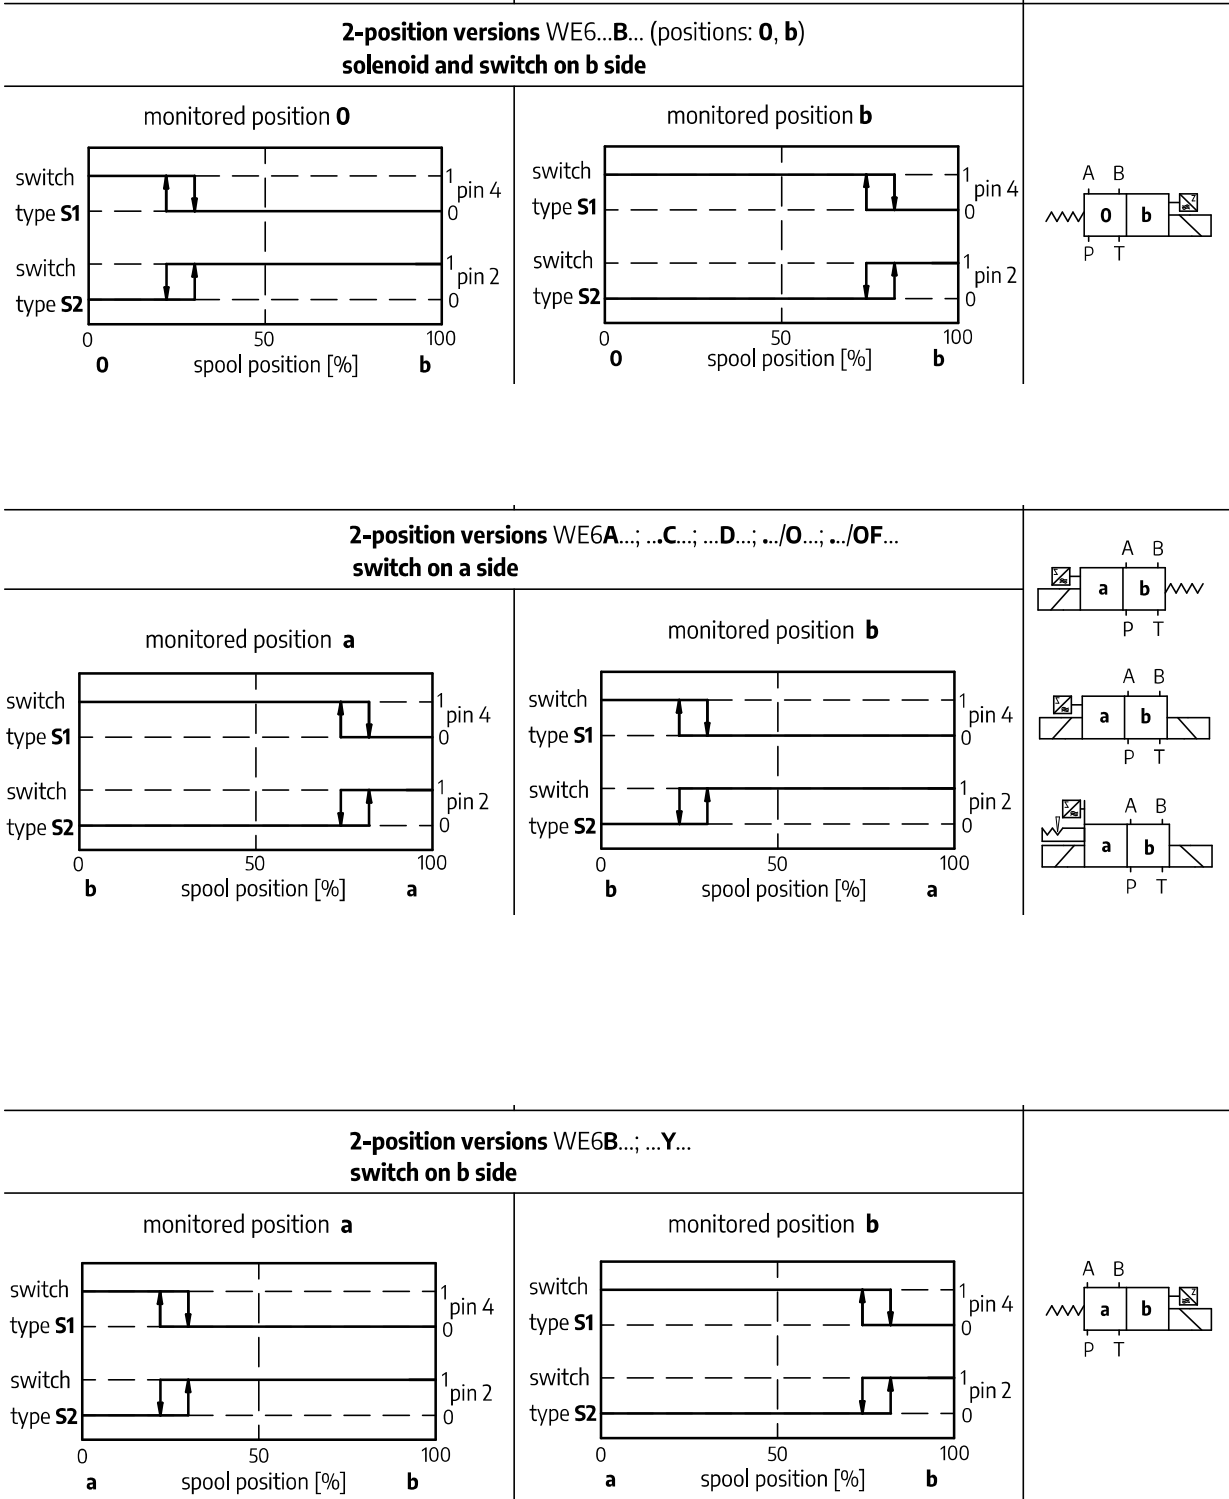 2-position versions WE6...B... (positions: 0, b)
solenoid and switch on b side
monitored position 0
switch
type S1
1
0
pin 4
switch
type S2
1
0
pin 2
0
50
100
0
spool position [%]
b
monitored position b
switch
type S1
1
0
pin 4
switch
type S2
1
0
pin 2
0
50
100
0
spool position [%]
b
A B
0 b
P T
2-position versions WE6A...; ...C...; ...D...; .../O...; .../OF...
switch on a side
monitored position a
switch
type S1
1
0
pin 4
switch
type S2
1
0
pin 2
0
50
100
b
spool position [%]
a
monitored position b
switch
type S1
1
0
pin 4
switch
type S2
1
0
pin 2
0
50
100
b
spool position [%]
a
A B
a b
P T
A B
a b
P T
A B
a b
P T
2-position versions WE6B...; ...Y...
switch on b side
monitored position a
switch
type S1
1
0
pin 4
switch
type S2
1
0
pin 2
0
50
100
a
spool position [%]
b
monitored position b
switch
type S1
1
0
pin 4
switch
type S2
1
0
pin 2
0
50
100
a
spool position [%]
b
A B
a b
P T